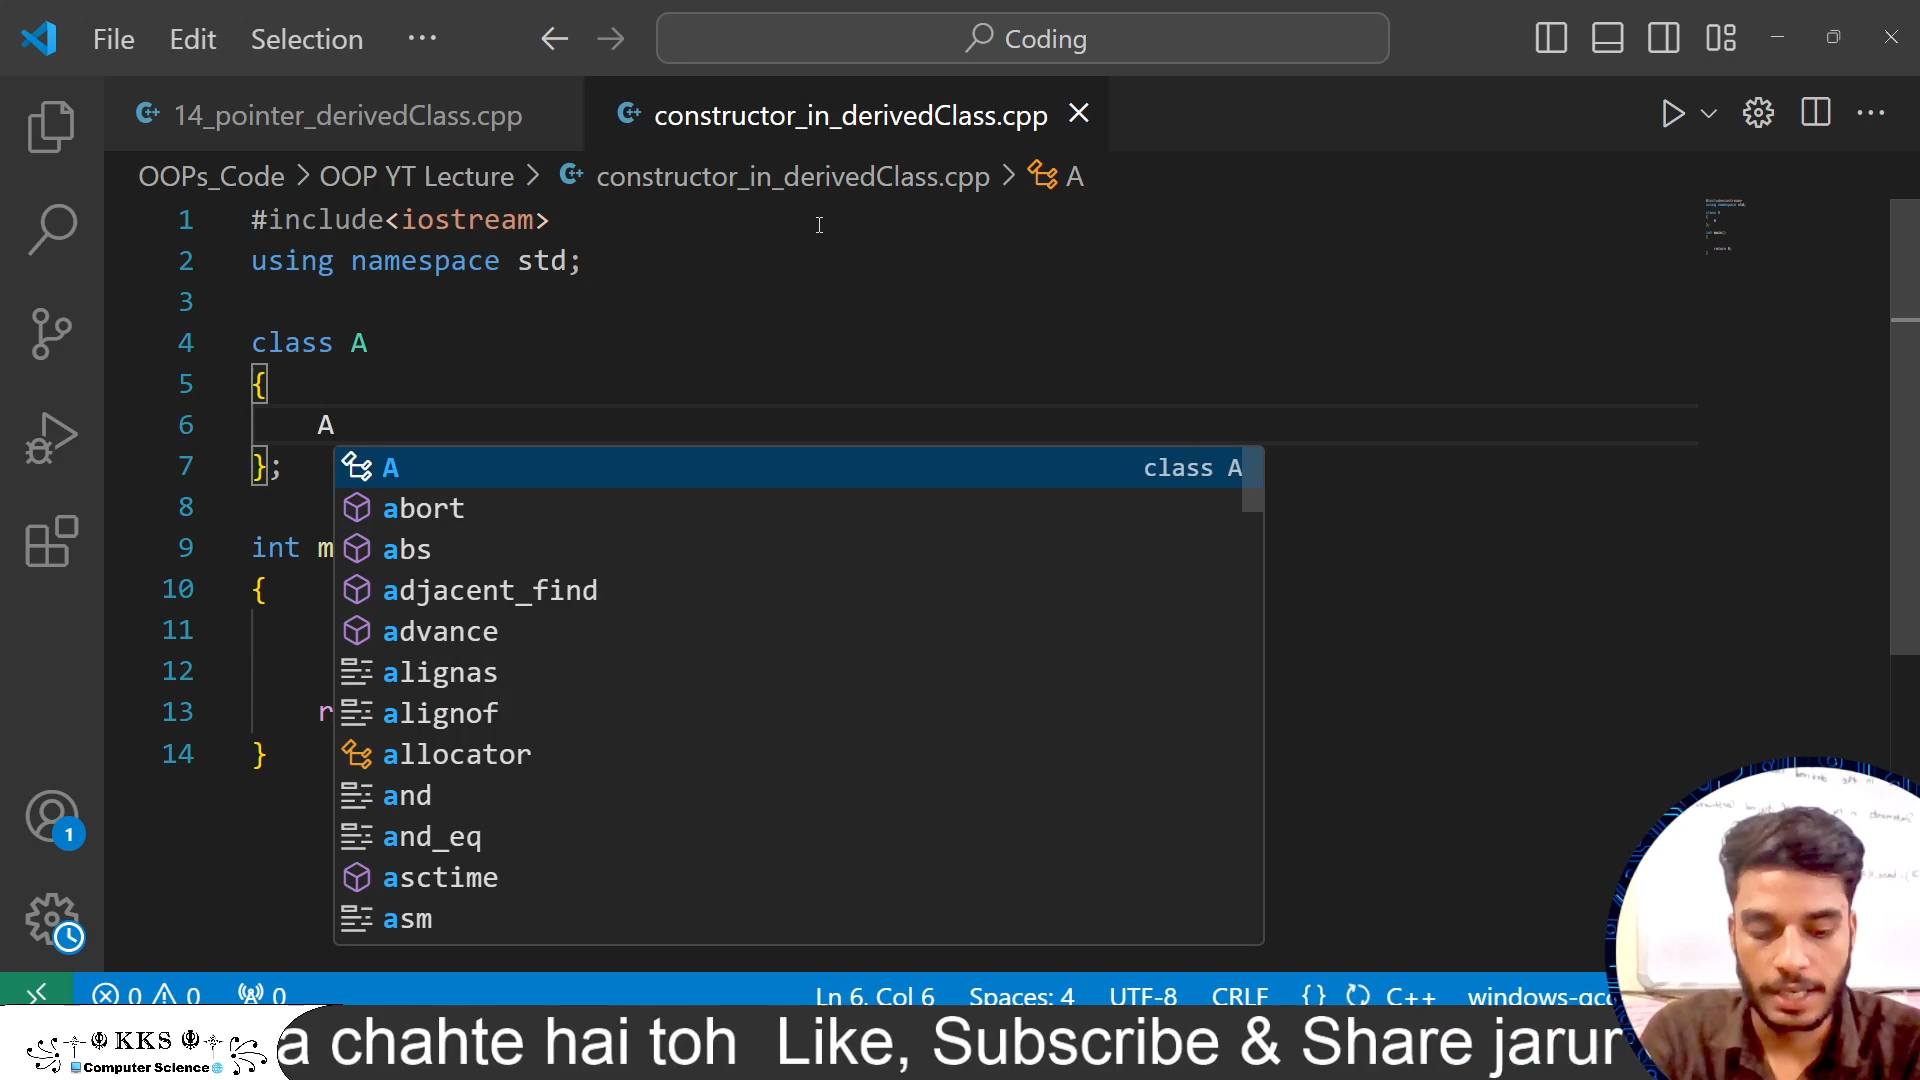 File Edit Selection ··· Coding
14_pointer_derivedClass.cpp constructor_in_derivedClass.cpp
OOPs_Code > OOP YT Lecture > constructor_in_derivedClass.cpp > A
1 #include<iostream>
2 using namespace std;
3
4 class A
5 {
6 A
7 };
A class A
8
abort
abs
9 int m
adjacent_find
10 {
advance
11
alignas
12
alignof
13 r
allocator
14 }
and
and_eq
asctime
asm
1
0 0 0 Ln 6, Col 6 Spaces: 4 UTF-8 CRLF {} C++ windows-gcc
KKS
Computer Science
a chahte hai toh Like, Subscribe & Share jarur